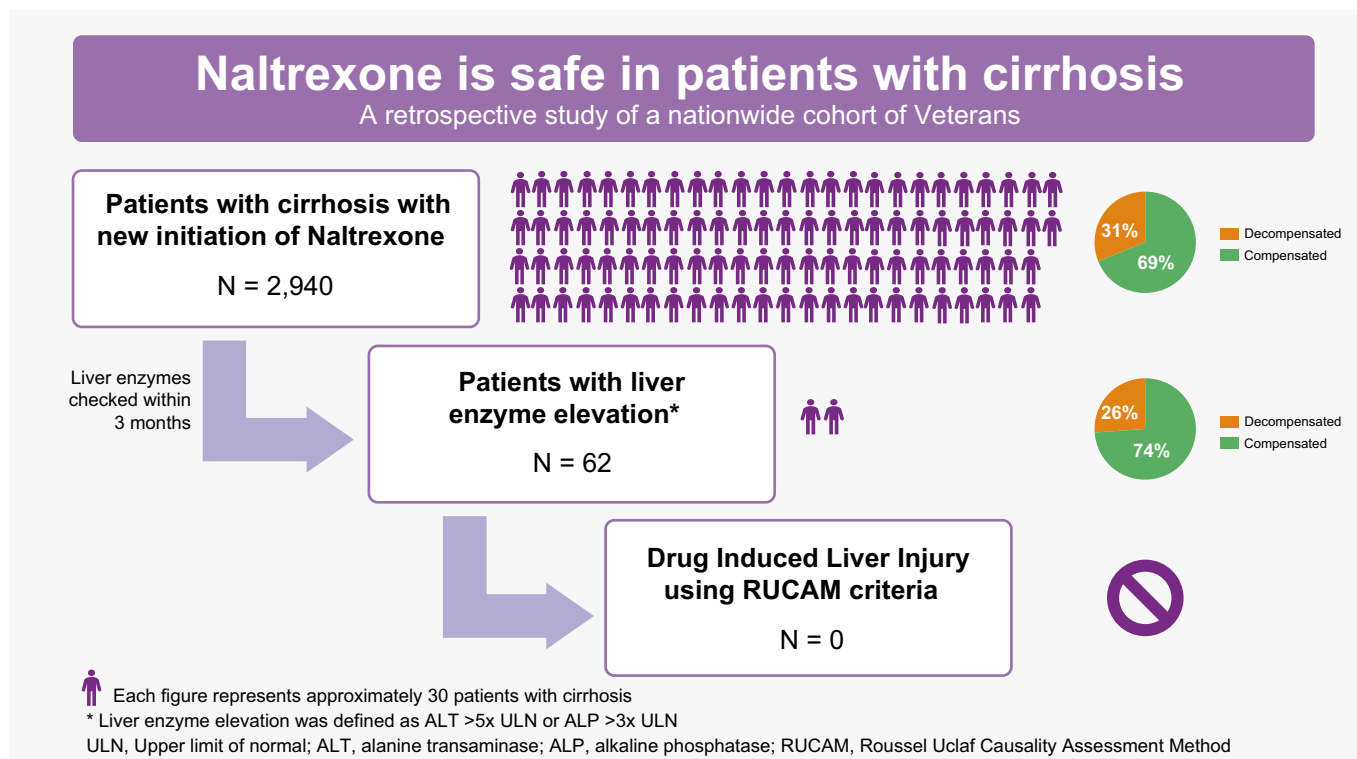 Naltrexone is safe in patients with cirrhosis
A retrospective study of a nationwide cohort of Veterans
Patients with cirrhosis with
new initiation of Naltrexone
N = 2,940
31%
69%
Decompensated
Compensated
Liver enzymes
checked within
3 months
Patients with liver
enzyme elevation*
N = 62
26%
74%
Decompensated
Compensated
Drug Induced Liver Injury
using RUCAM criteria
N = 0
Each figure represents approximately 30 patients with cirrhosis
* Liver enzyme elevation was defined as ALT >5x ULN or ALP >3x ULN
ULN, Upper limit of normal; ALT, alanine transaminase; ALP, alkaline phosphatase; RUCAM, Roussel Uclaf Causality Assessment Method